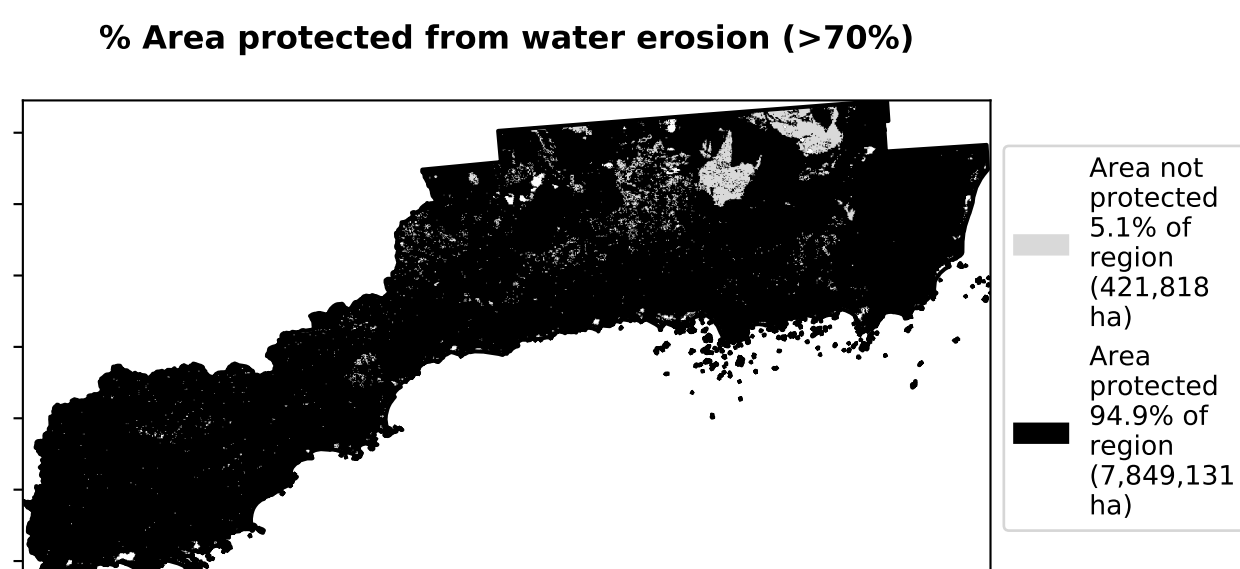 % Area protected from water erosion (>70%)
Area not
protected
5.1% of
region
(421,818
ha)
Area
protected
94.9% of
region
(7,849,131
ha)